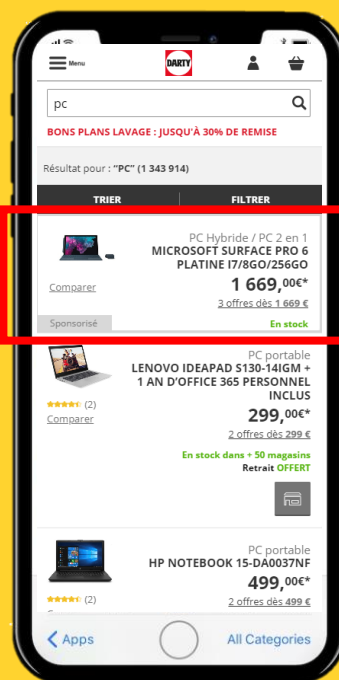 Menu
DARTY
pc
BONS PLANS LAVAGE : JUSQU'À 30% DE REMISE
Résultat pour : "PC" (1 343 914)
TRIER
FILTRER
PC Hybride / PC 2 en 1
MICROSOFT SURFACE PRO 6
PLATINE I7/8GO/256GO
1 669,00€*
Comparer
3 offres dès 1 669 €
Sponsorisé
En stock
PC portable
LENOVO IDEAPAD S130-14IGM +
1 AN D'OFFICE 365 PERSONNEL
INCLUS
(2)
299,00€*
Comparer
2 offres dès 299 €
En stock dans + 50 magasins
Retrait OFFERT
PC portable
HP NOTEBOOK 15-DA0037NF
499,00€*
(2)
2 offres dès 499 €
Apps
All Categories